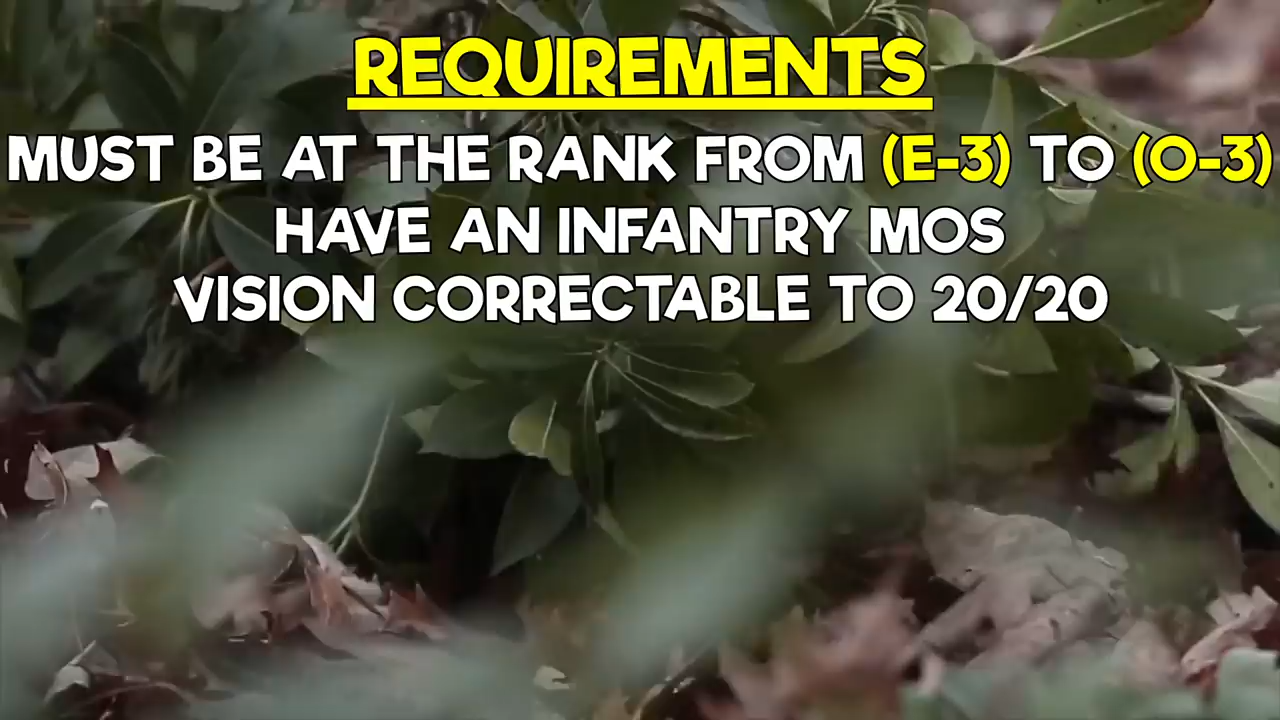 REQUIREMENTS
MUST BE AT THE RANK FROM (E-3) TO (O-3)
HAVE AN INFANTRY MOS
VISION CORRECTABLE TO 20/20